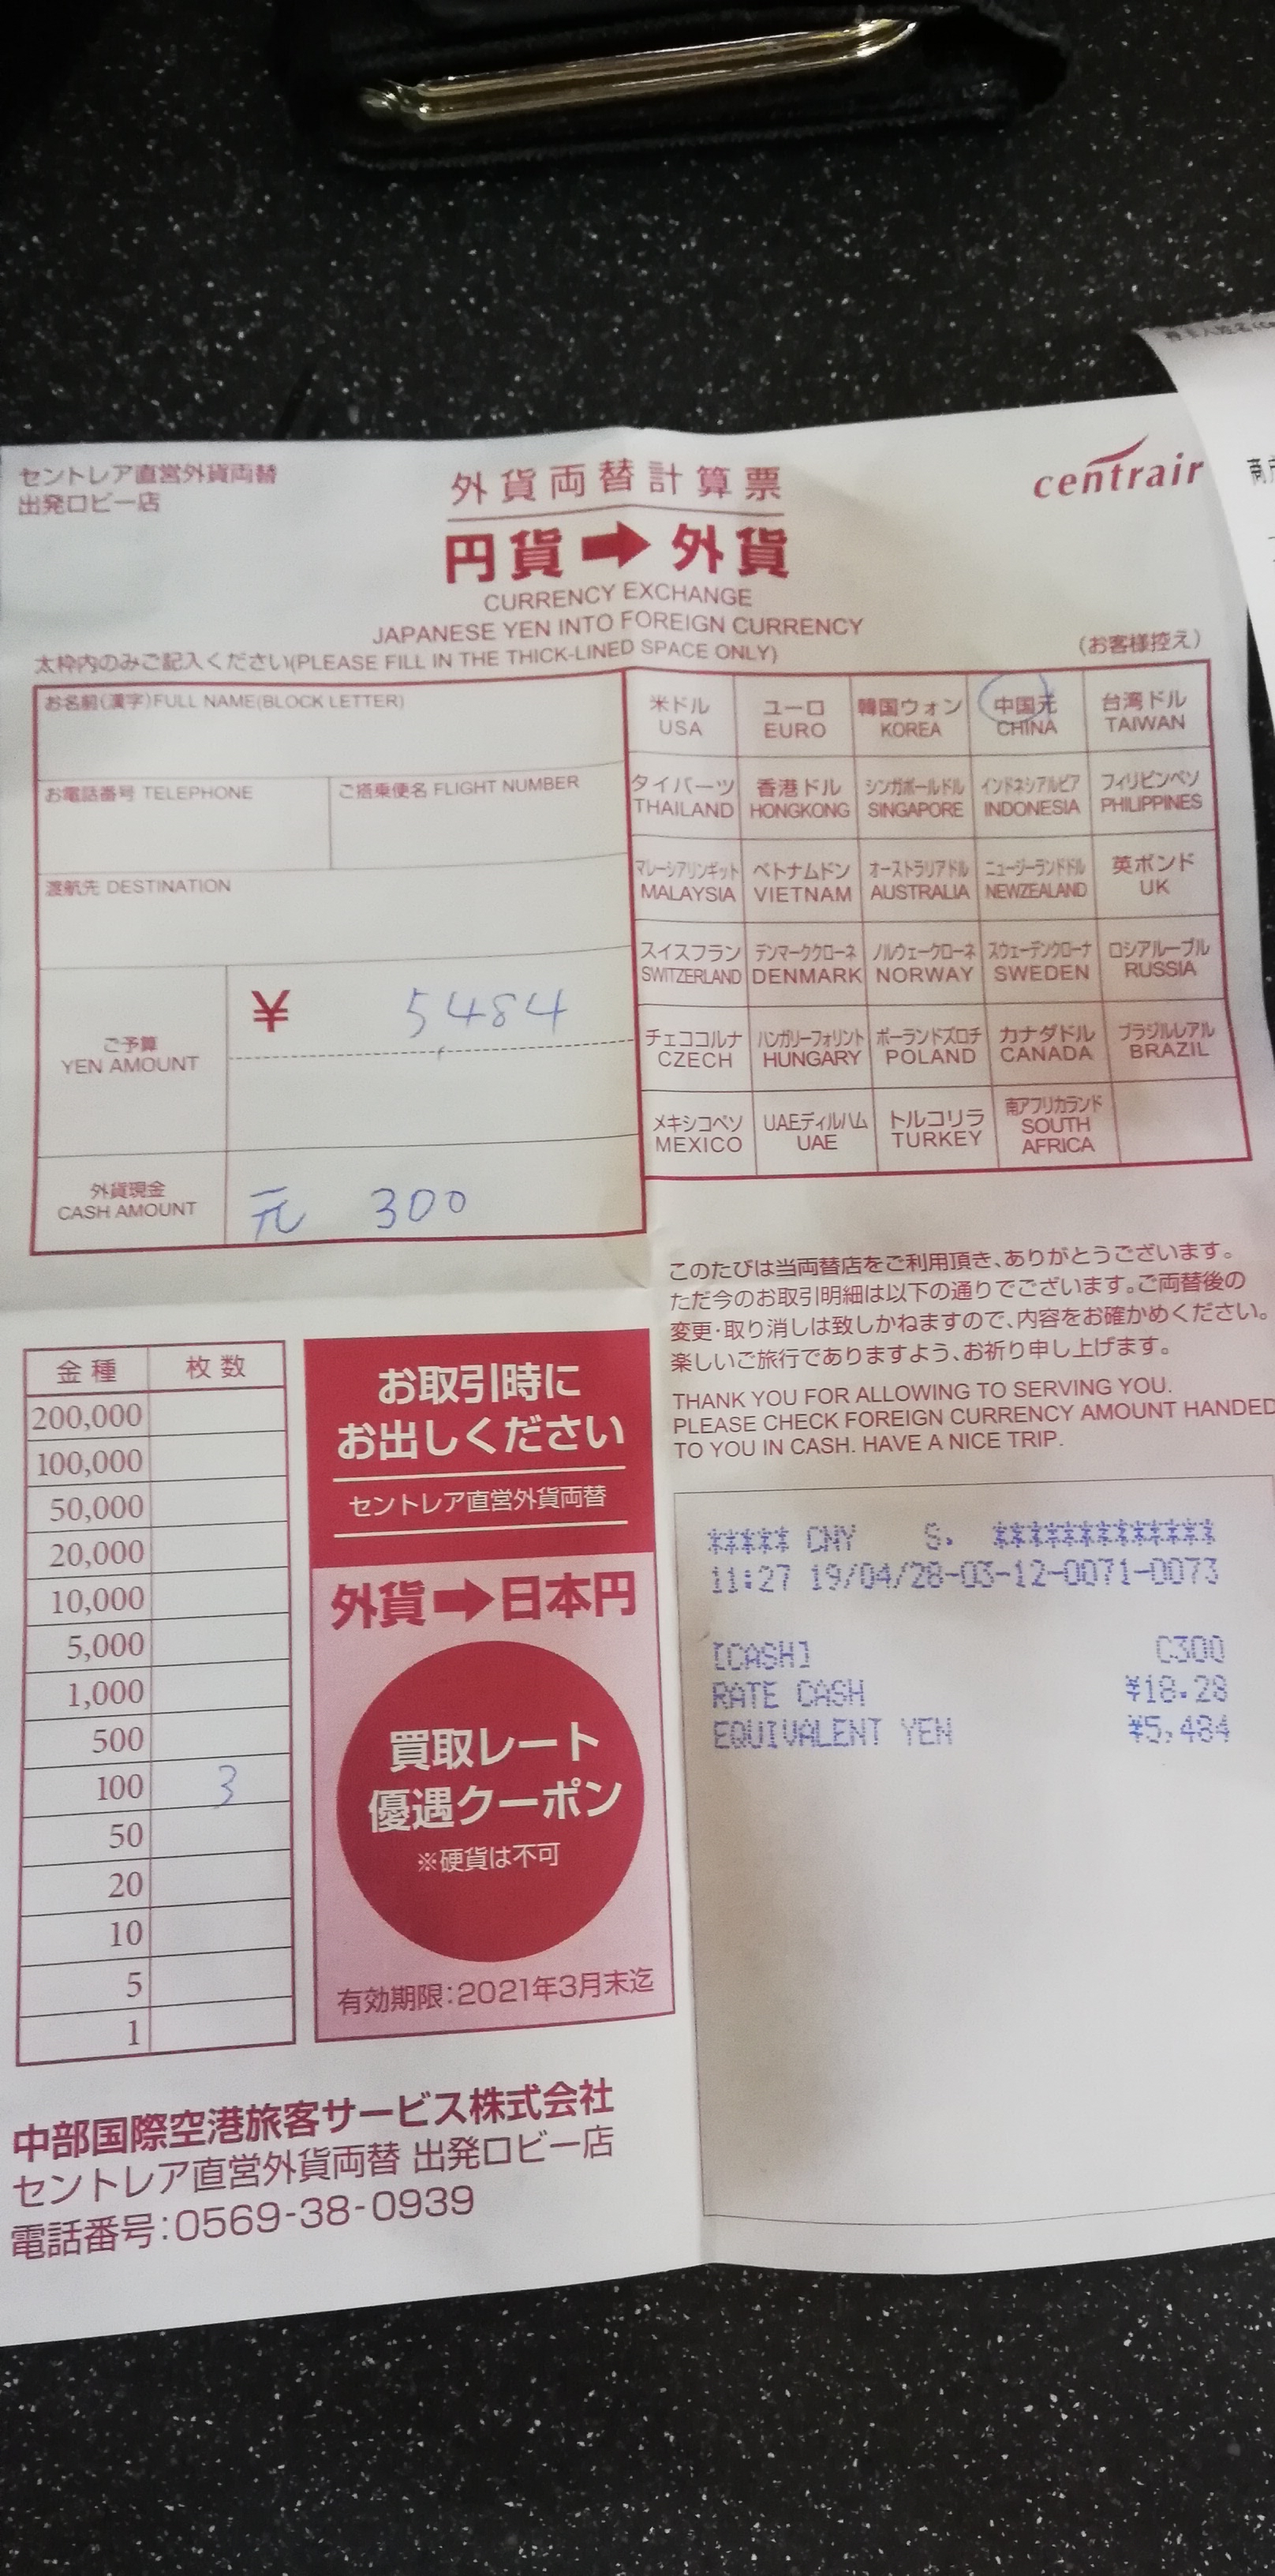 セントレア直営外貨両替
出発ロビー店
外貨両替計算票
円貨➡外貨
CURRENCY EXCHANGE
JAPANESE YEN INTO FOREIGN CURRENCY
centrair
太枠内のみご記入ください(PLEASE FILL IN THE THICK-LINED SPACE ONLY)
(お客様控え)
お名前(漢字)FULL NAME(BLOCK LETTER)
お電話番号 TELEPHONE
ご搭乗便名 FLIGHT NUMBER
渡航先 DESTINATION
ご予算
YEN AMOUNT
¥ 5484
外貨現金
CASH AMOUNT
元 300
米ドル ユーロ 韓国ウォン 中国元 台湾ドル
USA EURO KOREA CHINA TAIWAN
タイバーツ 香港ドル シンガポールドル インドネシアルピア フィリピンペソ
THAILAND HONGKONG SINGAPORE INDONESIA PHILIPPINES
マレーシアリンギット ベトナムドン オーストラリアドル ニュージーランドドル 英ポンド
MALAYSIA VIETNAM AUSTRALIA NEWZEALAND UK
スイスフラン デンマーククローネ ノルウェークローネ スウェーデンクローナ ロシアルーブル
SWITZERLAND DENMARK NORWAY SWEDEN RUSSIA
チェココルナ ハンガリーフォリント ポーランドズロチ カナダドル ブラジルレアル
CZECH HUNGARY POLAND CANADA BRAZIL
メキシコペソ UAEディルハム トルコリラ 南アフリカランド
MEXICO UAE TURKEY SOUTH AFRICA
金種 枚数
200,000
100,000
50,000
20,000
10,000
5,000
1,000
500
100 3
50
20
10
5
1
お取引時に
お出しください
セントレア直営外貨両替
外貨➡日本円
買取レート
優遇クーポン
※硬貨は不可
有効期限:2021年3月末迄
このたびは当両替店をご利用頂き、ありがとうございます。
ただ今のお取引明細は以下の通りでございます。ご両替後の
変更・取り消しは致しかねますので、内容をお確かめください。
楽しいご旅行でありますよう、お祈り申し上げます。
THANK YOU FOR ALLOWING TO SERVING YOU.
PLEASE CHECK FOREIGN CURRENCY AMOUNT HANDED
TO YOU IN CASH. HAVE A NICE TRIP.
***** CNY S. *************
11:27 19/04/28-03-12-0071-0073
[CASH] C300
RATE CASH ¥18.28
EQUIVALENT YEN ¥5,484
中部国際空港旅客サービス株式会社
セントレア直営外貨両替 出発ロビー店
電話番号:0569-38-0939